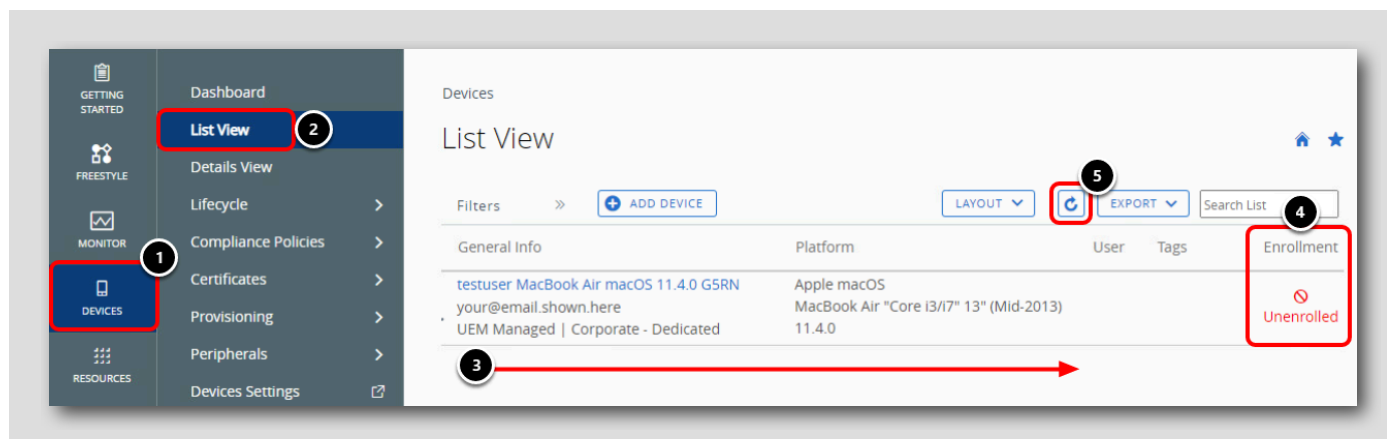 GETTING
STARTED
FREESTYLE
MONITOR
1
DEVICES
RESOURCES
Dashboard
List View
2
Details View
Lifecycle
Compliance Policies
Certificates
Provisioning
Peripherals
Devices Settings
Devices
List View
5
Filters » ADD DEVICE LAYOUT EXPORT Search List
4
General Info Platform User Tags Enrollment
testuser MacBook Air macOS 11.4.0 G5RN
your@email.shown.here
UEM Managed | Corporate - Dedicated
Apple macOS
MacBook Air "Core i3/i7" 13" (Mid-2013)
11.4.0
Unenrolled
3